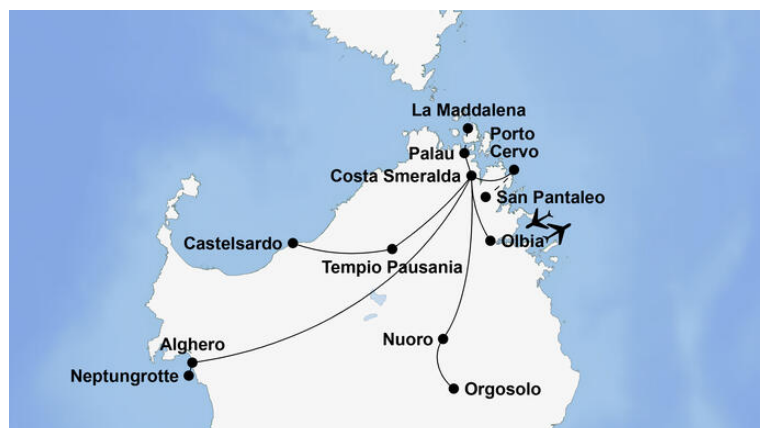 La Maddalena
Porto
Cervo
Palau
Costa Smeralda
San Pantaleo
Castelsardo
Olbia
Tempio Pausania
Nuoro
Alghero
Neptungrotte
Orgosolo